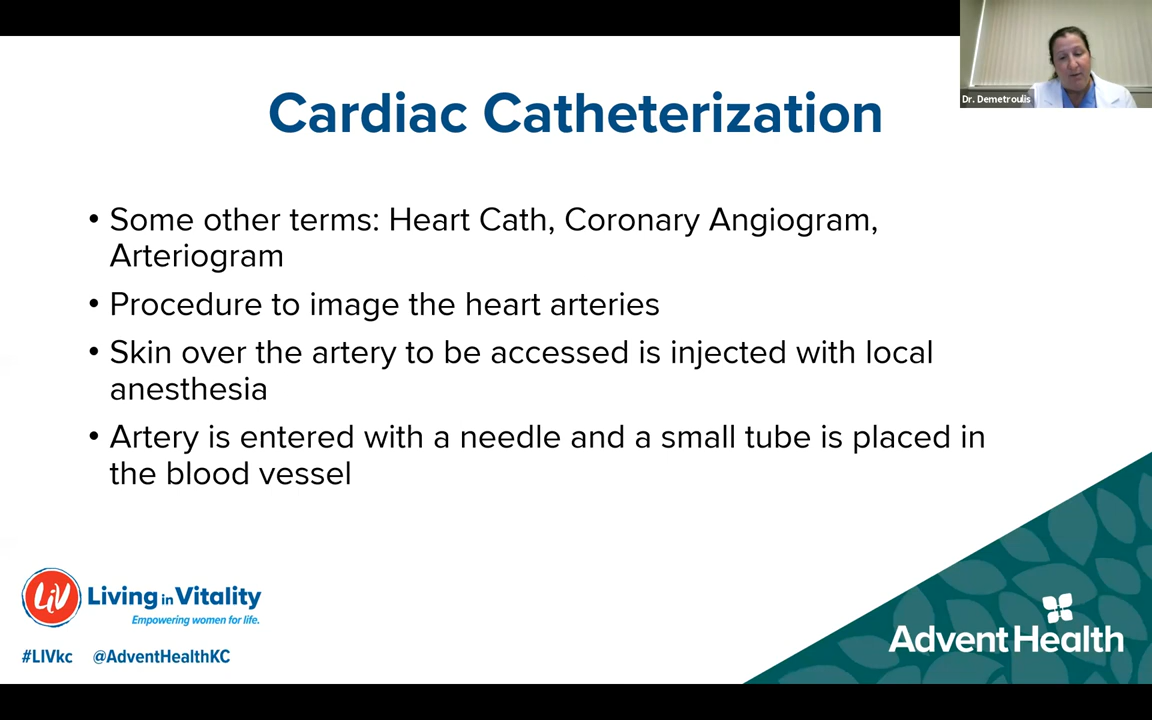 Dr. Demetroulis
Cardiac Catheterization
• Some other terms: Heart Cath, Coronary Angiogram,
Arteriogram
• Procedure to image the heart arteries
• Skin over the artery to be accessed is injected with local
anesthesia
• Artery is entered with a needle and a small tube is placed in
the blood vessel
LiV
Living in Vitality
Empowering women for life.
#LIVkc @AdventHealthKC
Advent Health